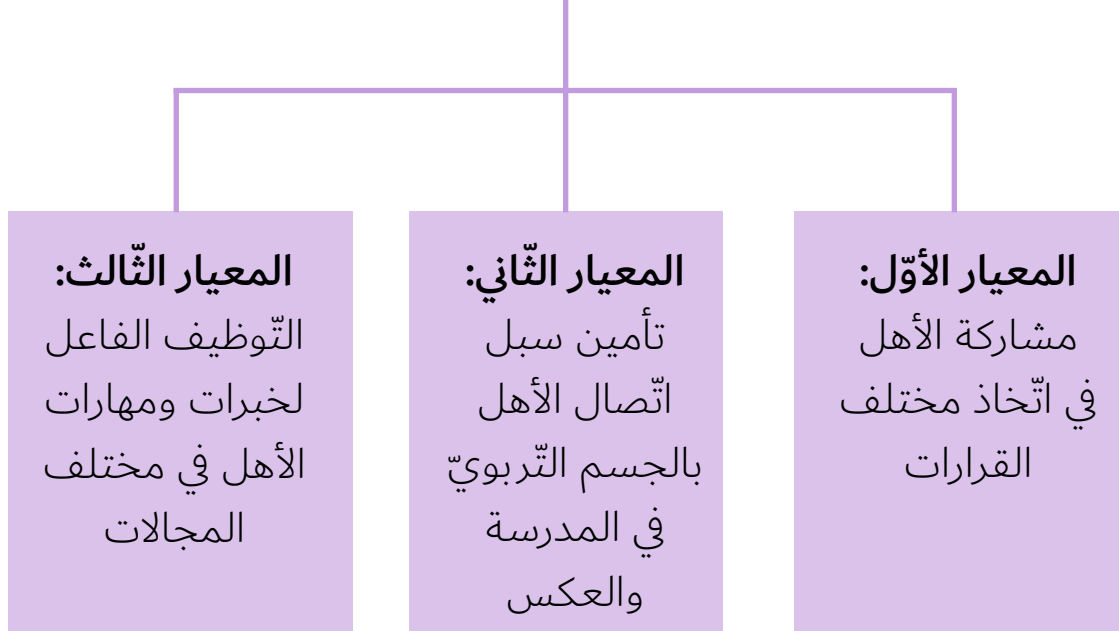 المعيار الأوّل:
مشاركة الأهل
في اتّخاذ مختلف
القرارات
المعيار الثّاني:
تأمين سبل
اتّصال الأهل
بالجسم التّربويّ
في المدرسة
والعكس
المعيار الثّالث:
التّوظيف الفاعل
لخبرات ومهارات
الأهل في مختلف
المجالات